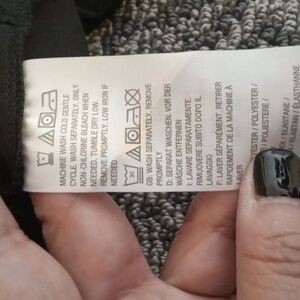 MACHINE WASH COLD GENTLE
CYCLE. WASH SEPARATELY. ONLY
NON-CHLORINE BLEACH WHEN
NEEDED. TUMBLE DRY LOW.
REMOVE PROMPTLY. LOW IRON IF
NEEDED.
GB: WASH SEPARATELY. REMOVE
PROMPTLY
D: SEPARAT WASCHEN. VOR DER
WÄSCHE ENTFERNEN
I: LAVARE SEPARATAMENTE.
RIMUOVERE SUBITO DOPO IL
LAVAGGIO
F: LAVER SÉPARÉMENT. RETIRER
RAPIDEMENT DE LA MACHINE À
LAVER
POLYESTER /